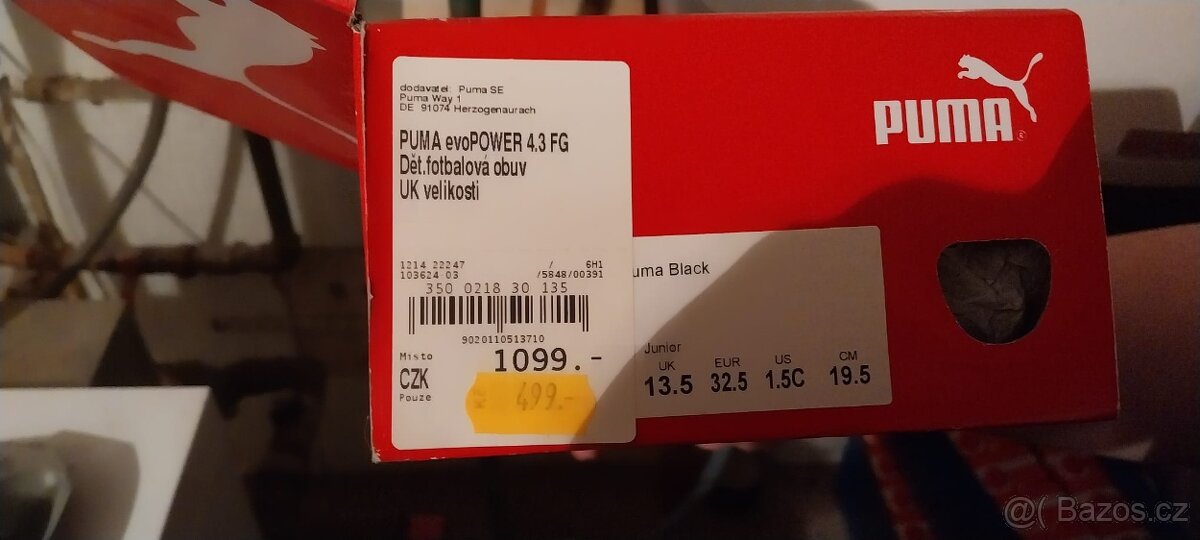 dodavatel: Puma SE
Puma Way 1
DE 91074 Herzogenaurach
PUMA evoPOWER 4.3 FG
Dět.fotbalová obuv
UK velikosti
1214 22247 / 6H1
103624 03 /5848/00391
350 0218 30 135
9020110513710
Místo 1099.-
CZK
Pouze 499.-
PUMA
uma Black
Junior
UK EUR US CM
13.5 32.5 1.5C 19.5
@( Bazos.cz